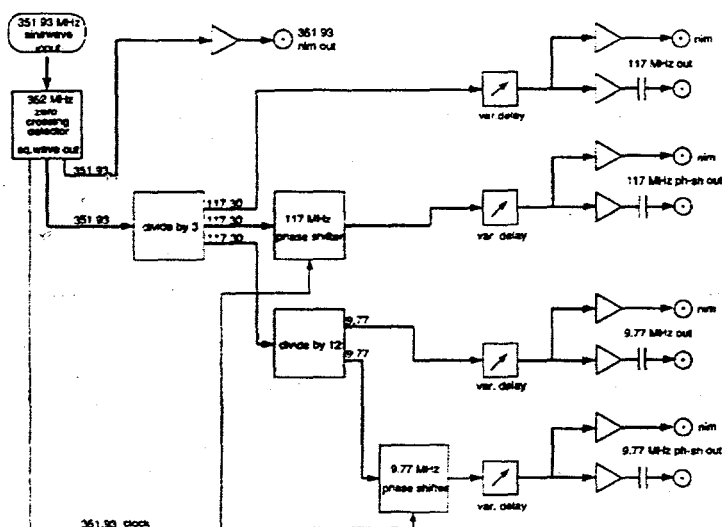 351.93 MHz
sinewave
input
362 MHz
zero
crossing
detector
sq.wave out
351.93
351.93
351.93
nim out
divide by 3
117.30
117.30
117.30
117 MHz
phase shifter
divide by 12
9.77
9.77
9.77 MHz
phase shifter
351.93 clock
var.delay
nim
117 MHz out
var. delay
nim
117 MHz ph-sh out
var. delay
nim
9.77 MHz out
var. delay
nim
9.77 MHz ph-sh out